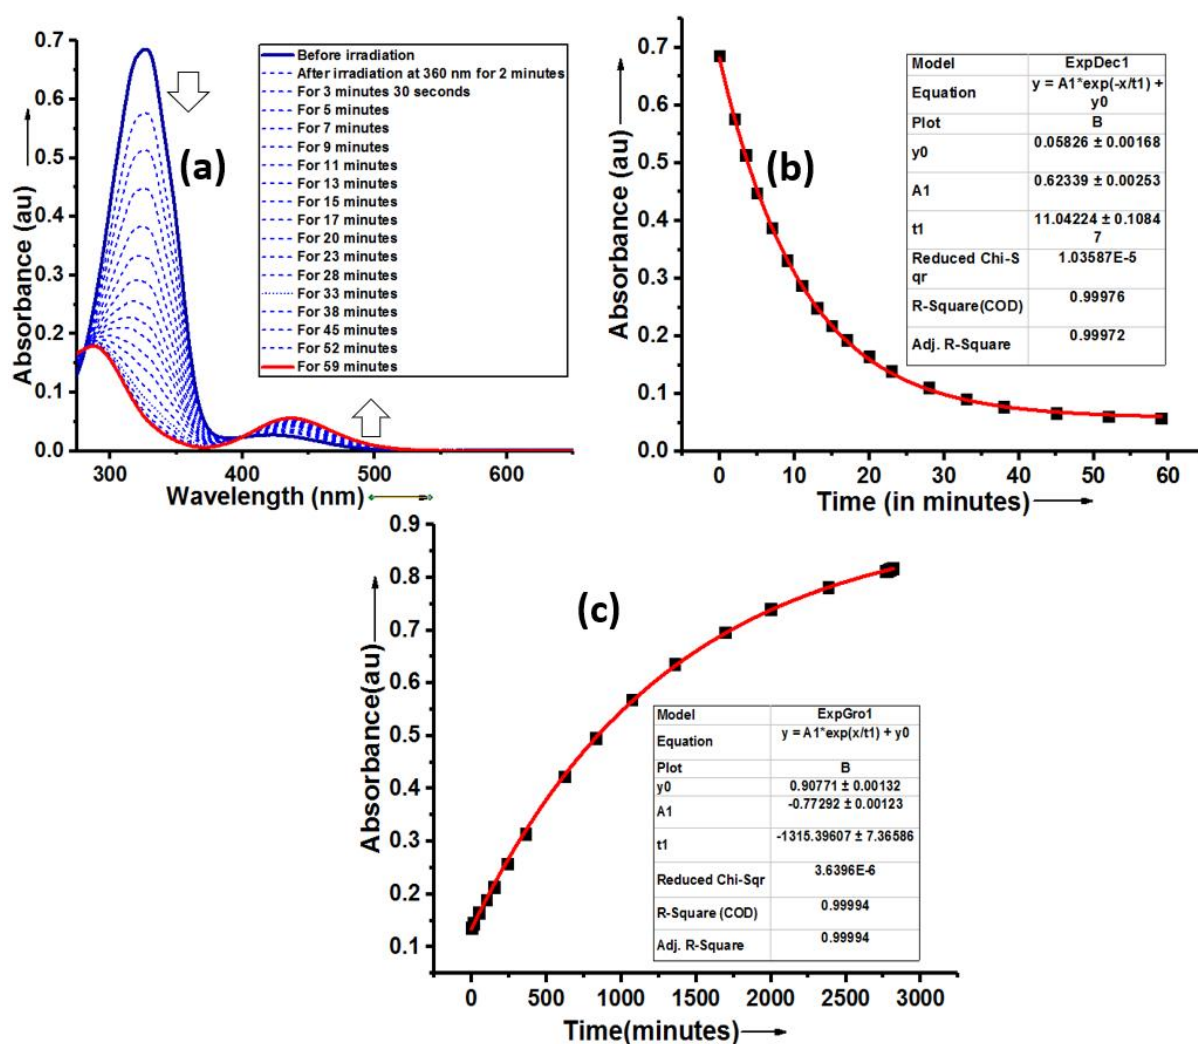 0.7
0.6
0.5
0.4
0.3
0.2
0.1
0.0
Absorbance (au)
300
400
500
600
Wavelength (nm)
(a)
Before irradiation
After irradiation at 360 nm for 2 minutes
For 3 minutes 30 seconds
For 5 minutes
For 7 minutes
For 9 minutes
For 11 minutes
For 13 minutes
For 15 minutes
For 17 minutes
For 20 minutes
For 23 minutes
For 28 minutes
For 33 minutes
For 38 minutes
For 45 minutes
For 52 minutes
For 59 minutes
0.7
0.6
0.5
0.4
0.3
0.2
0.1
0.0
Absorbance (au)
0
10
20
30
40
50
60
Time (in minutes)
(b)
Model ExpDec1
Equation y = A1*exp(-x/t1) +
y0
Plot B
y0 0.05826 ± 0.00168
A1 0.62339 ± 0.00253
t1 11.04224 ± 0.1084
7
Reduced Chi-S
qr 1.03587E-5
R-Square(COD) 0.99976
Adj. R-Square 0.99972
0.9
0.8
0.7
0.6
0.5
0.4
0.3
0.2
0.1
Absorbance(au)
0
500
1000
1500
2000
2500
3000
Time(minutes)
(c)
Model ExpGro1
Equation y = A1*exp(x/t1) + y0
Plot B
y0 0.90771 ± 0.00132
A1 -0.77292 ± 0.00123
t1 -1315.39607 ± 7.36586
Reduced Chi-Sqr 3.6396E-6
R-Square (COD) 0.99994
Adj. R-Square 0.99994